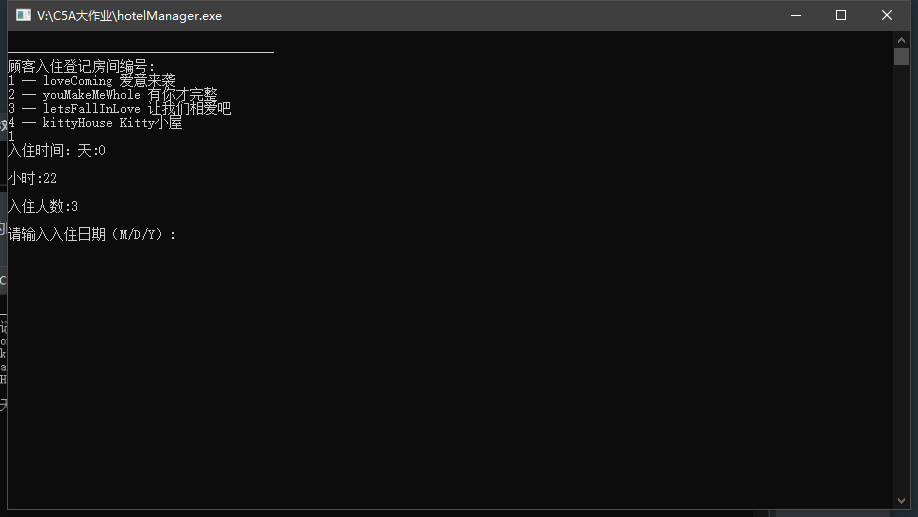 V:\C5A大作业\hotelManager.exe
顾客入住登记房间编号:
1 — loveComing 爱意来袭
2 — youMakeMeWhole 有你才完整
3 — letsFallInLove 让我们相爱吧
4 — kittyHouse Kitty小屋
1
入住时间: 天:0
小时:22
入住人数:3
请输入入住日期（M/D/Y）: